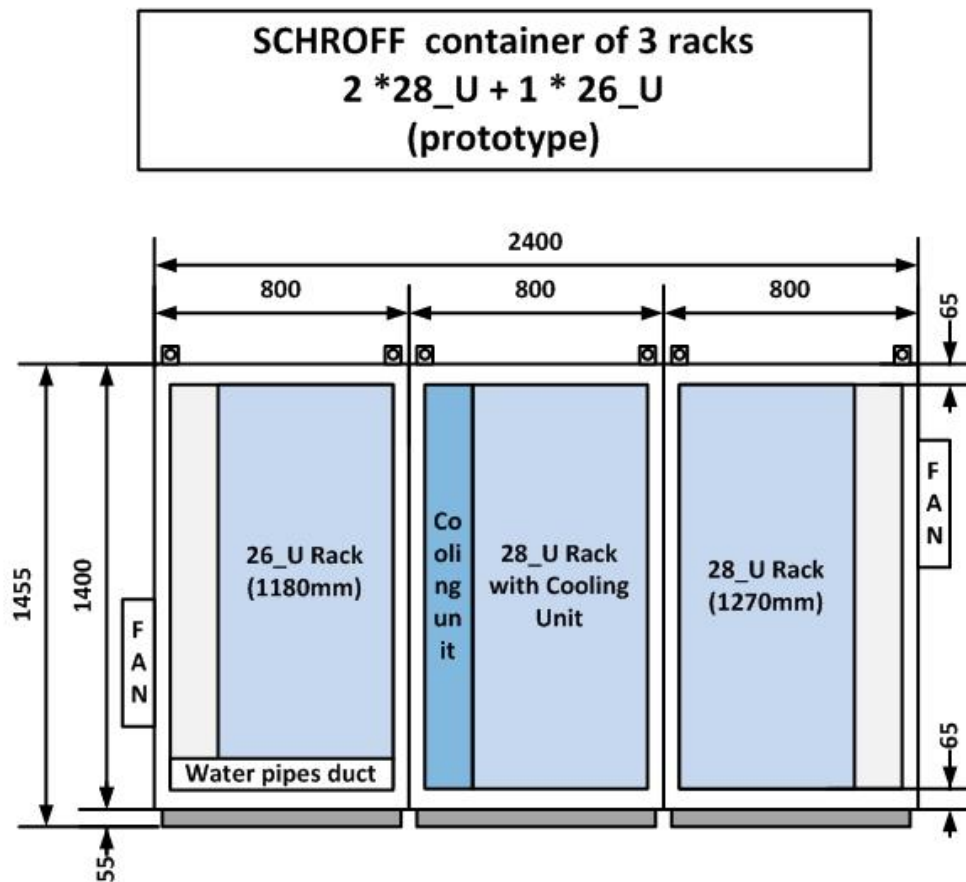 SCHROFF container of 3 racks
2 *28_U + 1 * 26_U
(prototype)
2400
800
800
800
65
1455
1400
26_U Rack
(1180mm)
Co
oli
ng
un
it
28_U Rack
with Cooling
Unit
28_U Rack
(1270mm)
F
A
N
F
A
N
Water pipes duct
65
55